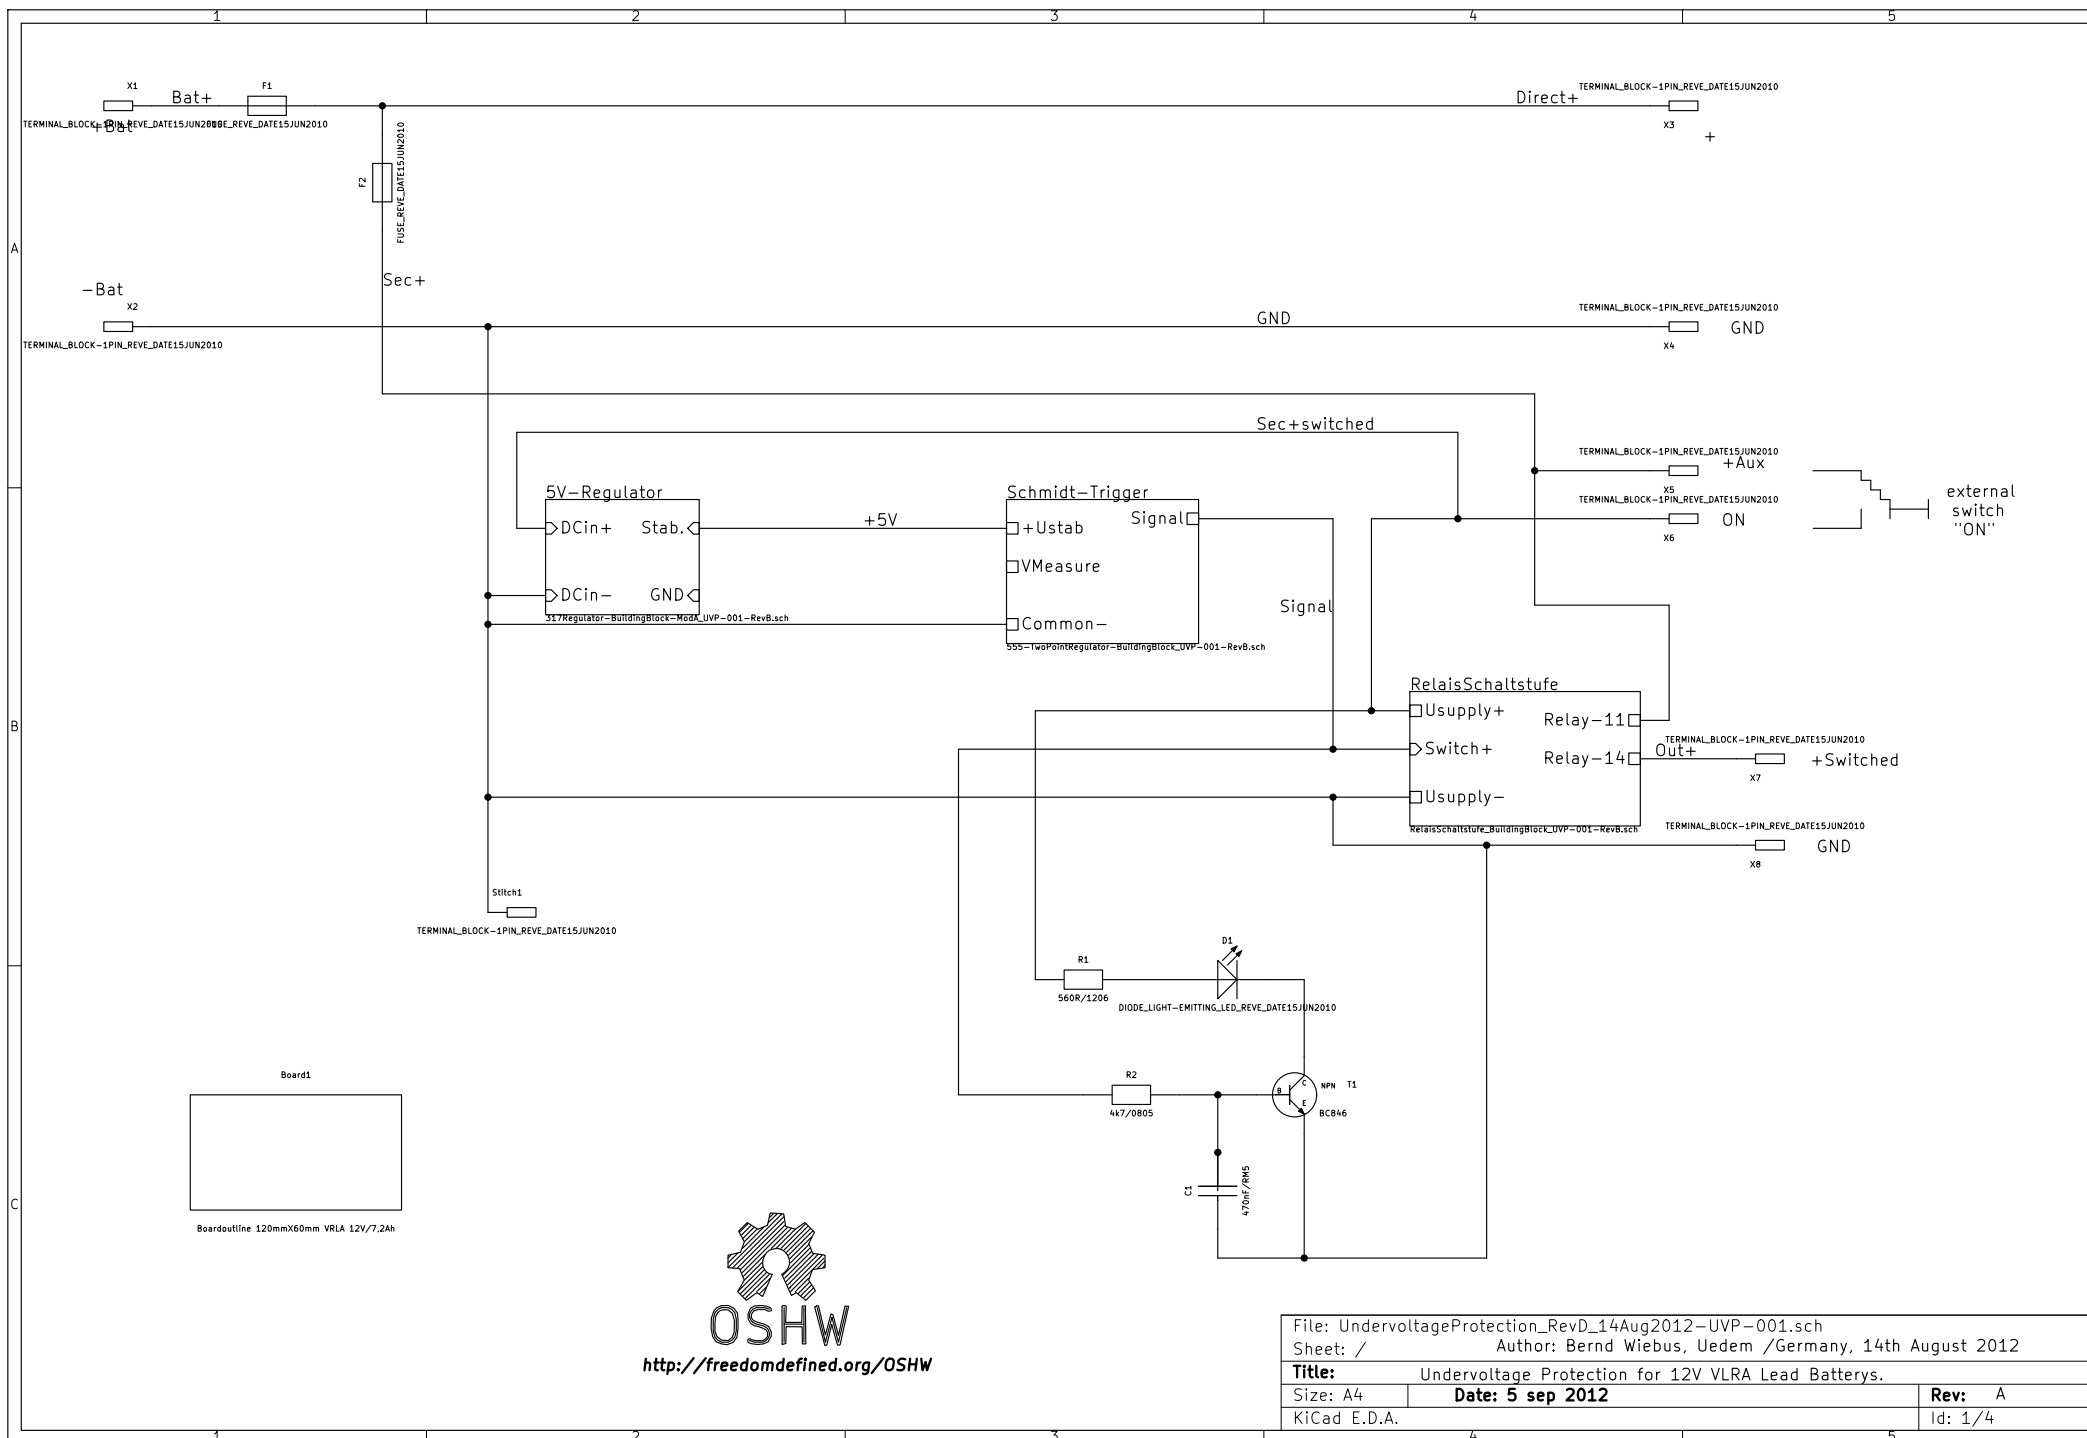 1 2 3 4 5
X1
F1
Bat+
TERMINAL_BLOCK-1PIN_REVE_DATE15JUN2010
FUSE_REVE_DATE15JUN2010
+Bat
Direct+
TERMINAL_BLOCK-1PIN_REVE_DATE15JUN2010
X3
+
F2
FUSE_REVE_DATE15JUN2010
A
Sec+
-Bat
X2
TERMINAL_BLOCK-1PIN_REVE_DATE15JUN2010
GND
TERMINAL_BLOCK-1PIN_REVE_DATE15JUN2010
GND
X4
Sec+switched
TERMINAL_BLOCK-1PIN_REVE_DATE15JUN2010
+Aux
X5
TERMINAL_BLOCK-1PIN_REVE_DATE15JUN2010
ON
X6
external
switch
"ON"
5V-Regulator
DCin+ Stab.
DCin- GND
317Regulator-BuildingBlock-ModA_UVP-001-RevB.sch
+5V
Schmidt-Trigger
Signal
+Ustab
VMeasure
Common-
555-TwoPointRegulator-BuildingBlock_UVP-001-RevB.sch
Signal
B
RelaisSchaltstufe
Usupply+
Relay-11
Switch+
Relay-14
Usupply-
RelaisSchaltstufe_BuildingBlock_UVP-001-RevB.sch
Out+
TERMINAL_BLOCK-1PIN_REVE_DATE15JUN2010
+Switched
X7
TERMINAL_BLOCK-1PIN_REVE_DATE15JUN2010
GND
X8
Stitch1
TERMINAL_BLOCK-1PIN_REVE_DATE15JUN2010
R1
560R/1206
D1
DIODE_LIGHT-EMITTING_LED_REVE_DATE15JUN2010
R2
4k7/0805
B
C
E
NPN T1
BC846
C1
470nF/RM5
C
Board1
Boardoutline 120mmX60mm VRLA 12V/7,2Ah
OSHW
http://freedomdefined.org/OSHW
File: UndervoltageProtection_RevD_14Aug2012-UVP-001.sch
Sheet: / Author: Bernd Wiebus, Uedem /Germany, 14th August 2012
Title: Undervoltage Protection for 12V VLRA Lead Batterys.
Size: A4 Date: 5 sep 2012 Rev: A
KiCad E.D.A. Id: 1/4
1 2 3 4 5